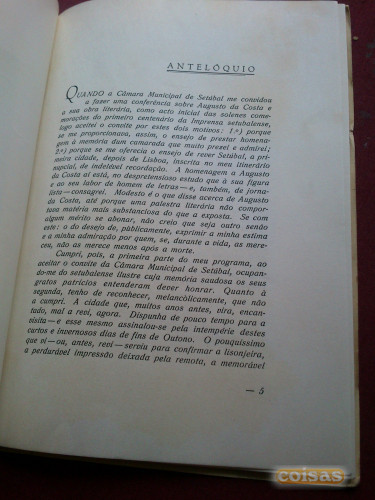 ANTELÓQUIO
QUANDO a Câmara Municipal de Setúbal me convidou
a fazer uma conferência sobre Augusto da Costa e
a sua obra literária, como acto inicial das solenes come-
morações do primeiro centenário da Imprensa setubalense,
logo aceitei o convite por estes dois motivos: 1.º) porque
se me proporcionava, assim, o ensejo de prestar homenagem
à memória dum camarada que muito prezei e admirei;
2.º) porque se me oferecia o ensejo de rever Setúbal, a pri-
meira cidade, depois de Lisboa, inscrita no meu itinerário
nupcial, de indelével recordação. A homenagem a Augusto
da Costa aí está, no despretensioso estudo que à sua figura
e ao seu labor de homem de letras—e, também, de jorna-
lista—consagrei. Modesto é o que disse acerca de Augusto
da Costa, até porque uma palestra literária não compor-
tava matéria mais substanciosa do que a exposta. Se com
algum mérito se abonar, não creio que seja outro senão
este: o do desejo de, públicamente, exprimir a minha estima
e a minha admiração por quem, se, durante a vida, as mere-
ceu, não as merece menos após a morte.
Cumpri, pois, a primeira parte do meu programa, ao
aceitar o convite da Câmara Municipal de Setúbal, ocupan-
do-me do setubalense ilustre cuja memória saudosa os seus
patrícios entenderam dever honrar. Quanto à
segunda, tenho de reconhecer, melancòlicamente, que não
a cumpri. A cidade que, muitos anos antes, vira, encan-
tado, mal a revi, agora. Dispunha de pouco tempo para a
visita—e esse mesmo assinalou-se pela intempérie destes
curtos e invernosos dias de fins de Outono. O pouquíssimo
que vi—ou, antes, revi—serviu para confirmar a lisonjeira,
a perdurável impressão deixada pela remota, a memorável
— 5
coisas